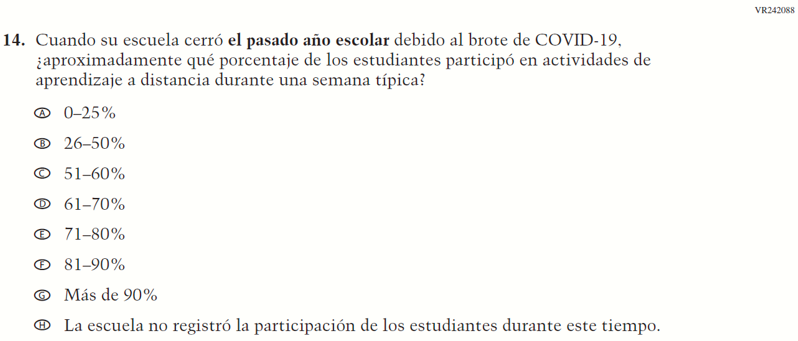 VR242088
14. Cuando su escuela cerró el pasado año escolar debido al brote de COVID-19,
¿aproximadamente qué porcentaje de los estudiantes participó en actividades de
aprendizaje a distancia durante una semana típica?
A 0–25%
B 26–50%
C 51–60%
D 61–70%
E 71–80%
F 81–90%
G Más de 90%
H La escuela no registró la participación de los estudiantes durante este tiempo.